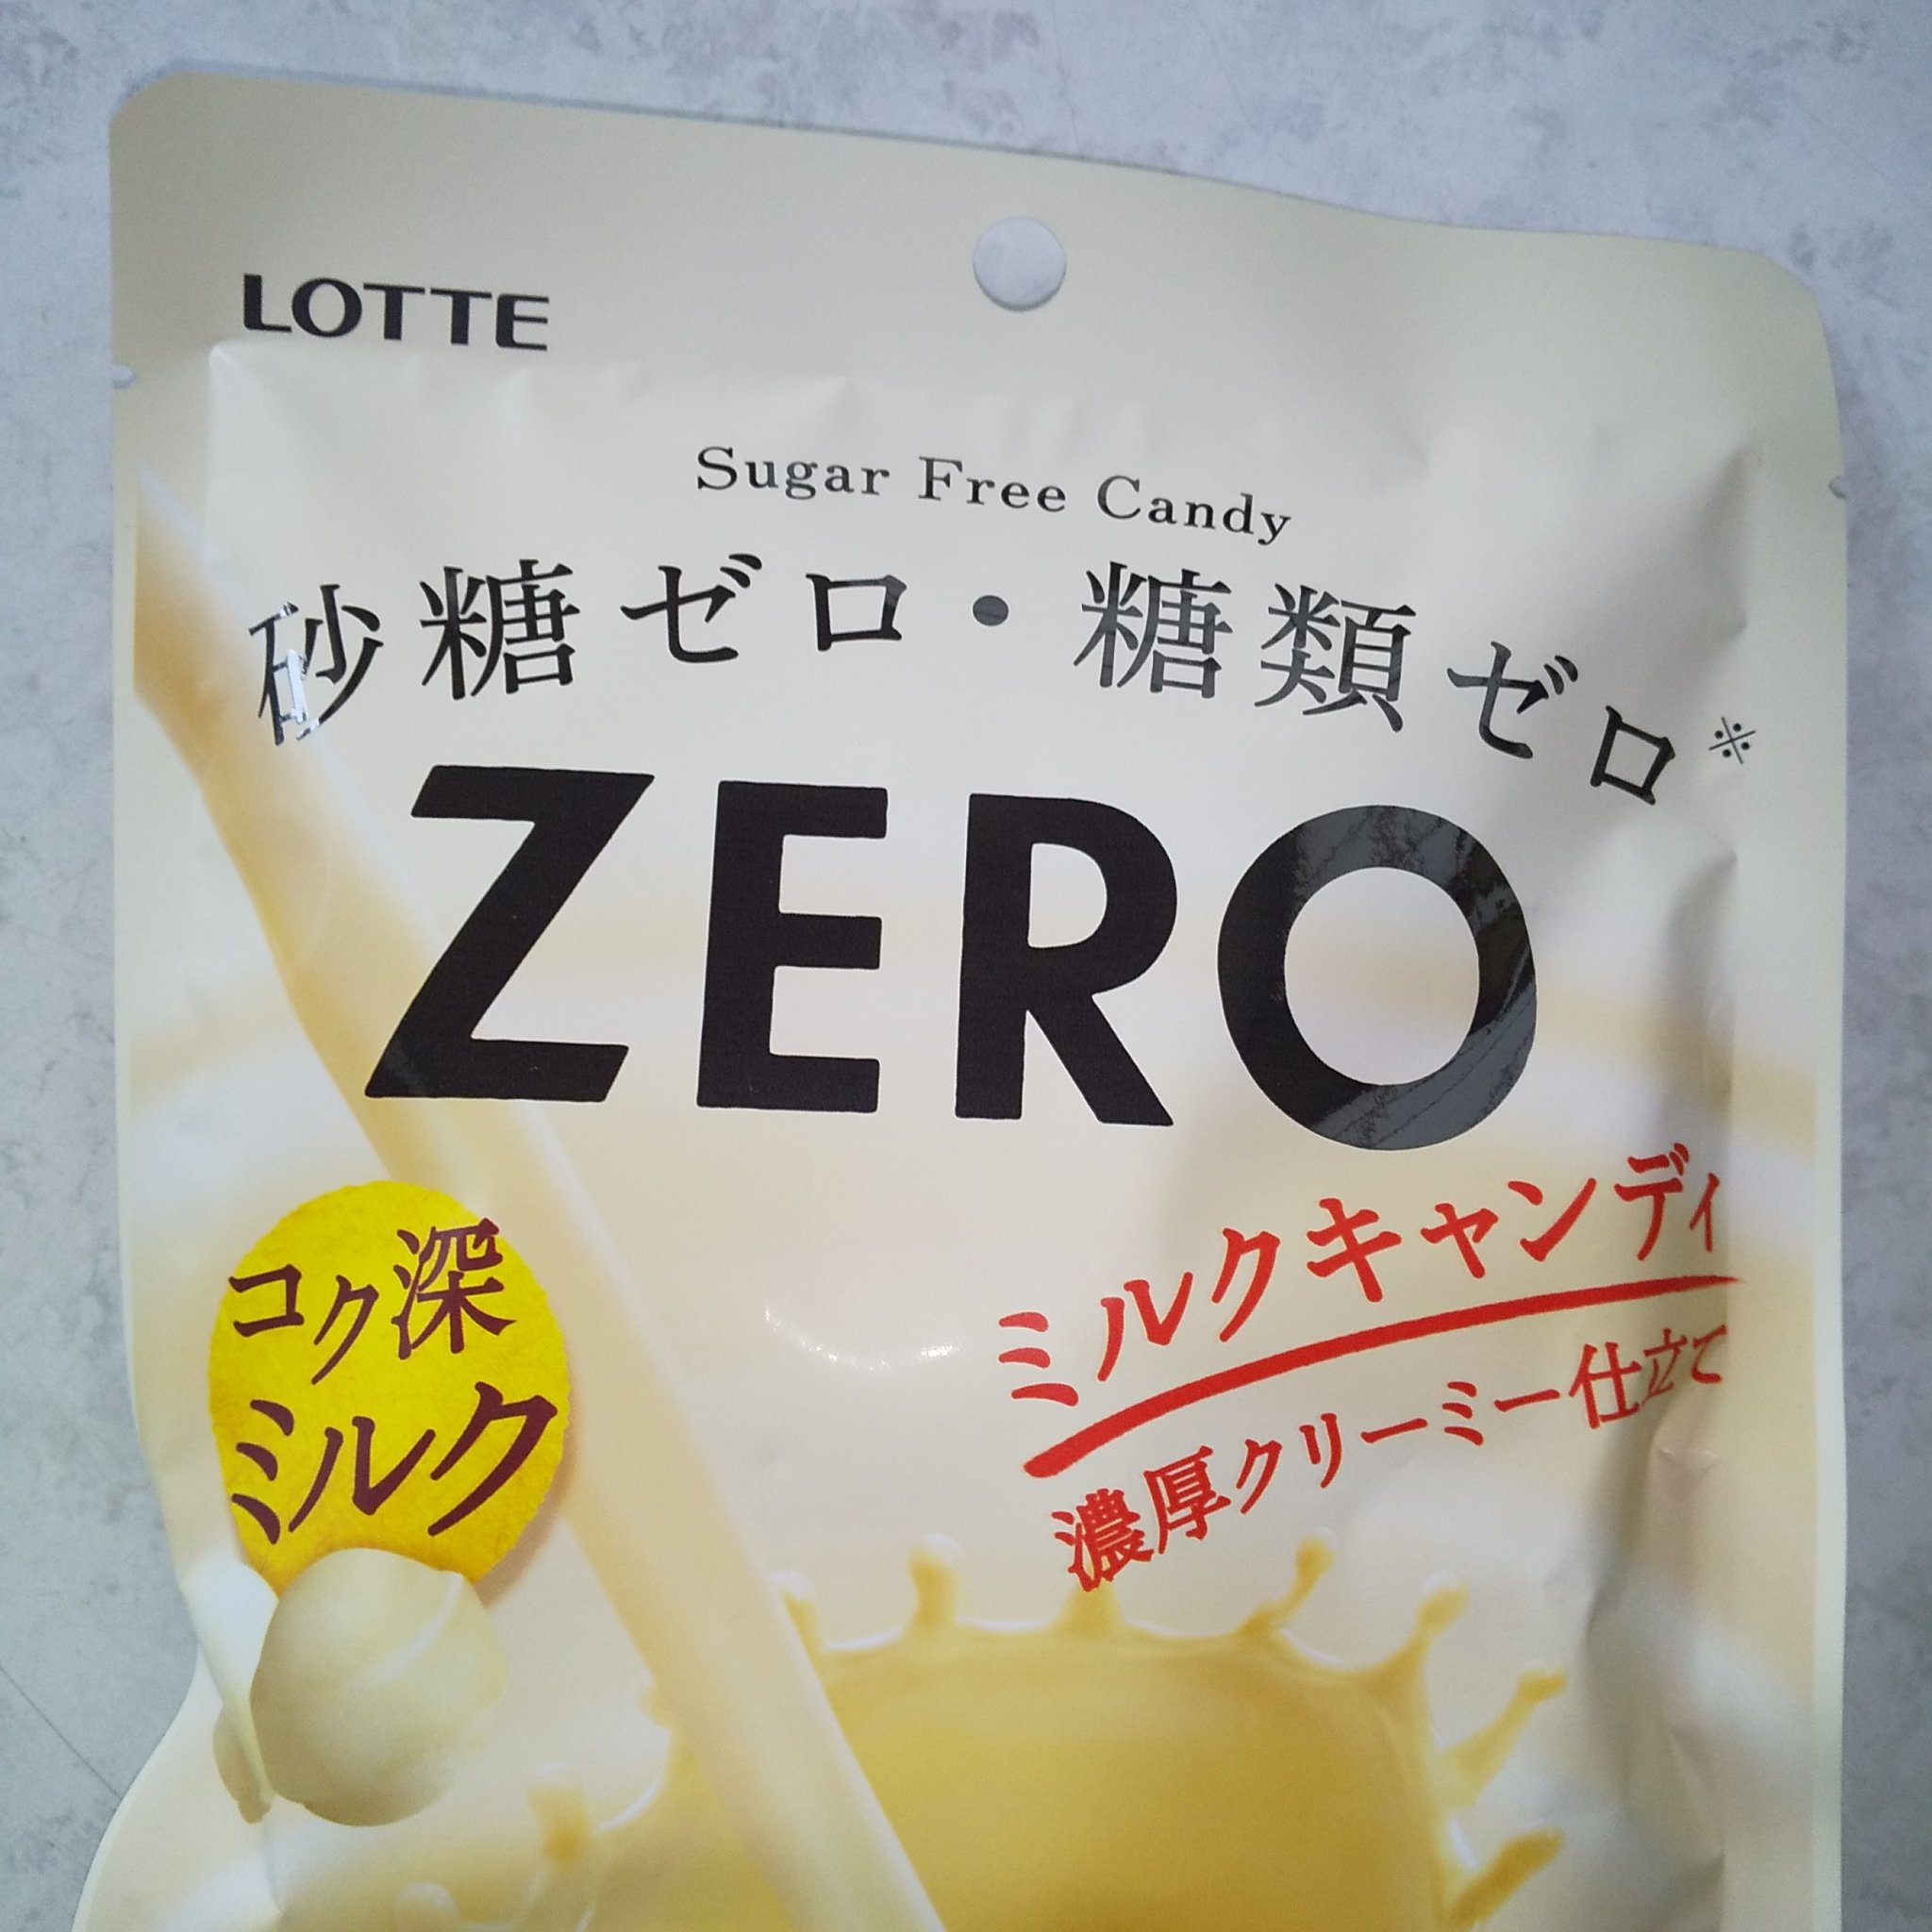 LOTTE
Sugar Free Candy
砂糖ゼロ・糖類ゼロ※
ZERO
ミルクキャンディ
濃厚クリーミー仕立て
コク深
ミルク